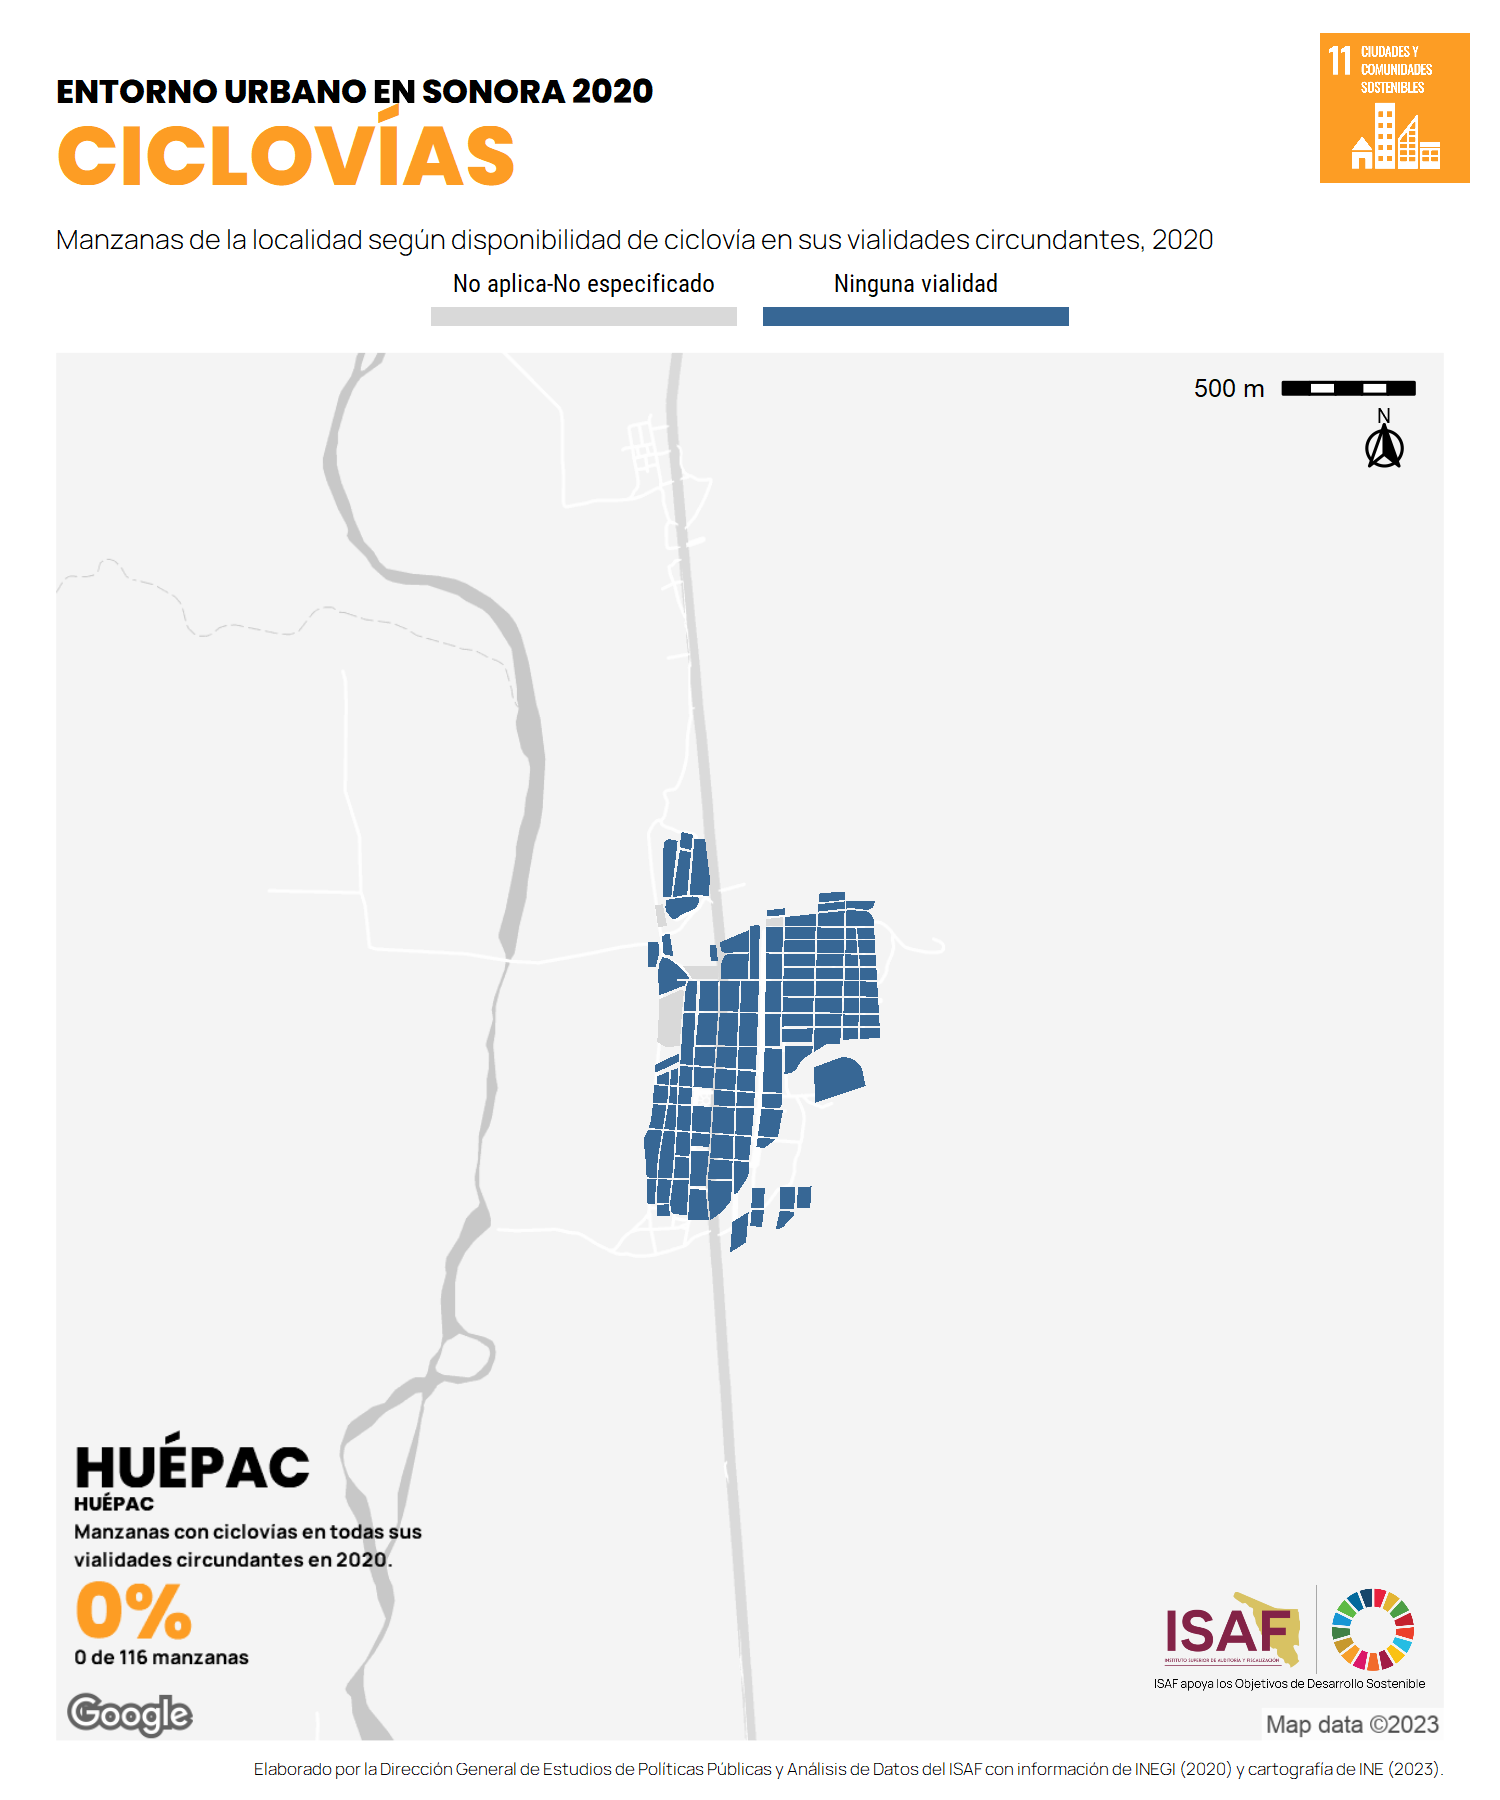 ENTORNO URBANO EN SONORA 2020
CICLOVÍAS
11 CIUDADES Y
COMUNIDADES
SOSTENIBLES
Manzanas de la localidad según disponibilidad de ciclovía en sus vialidades circundantes, 2020
No aplica-No especificado
Ninguna vialidad
500 m
N
HUÉPAC
HUÉPAC
Manzanas con ciclovias en todas sus
vialidades circundantes en 2020.
0%
0 de 116 manzanas
Google
ISAF
INSTITUTO SUPERIOR DE AUDITORÍA Y FISCALIZACIÓN
ISAF apoya los Objetivos de Desarrollo Sostenible
Map data ©2023
Elaborado por la Dirección General de Estudios de Políticas Públicas y Análisis de Datos del ISAF con información de INEGI (2020) y cartografía de INE (2023).